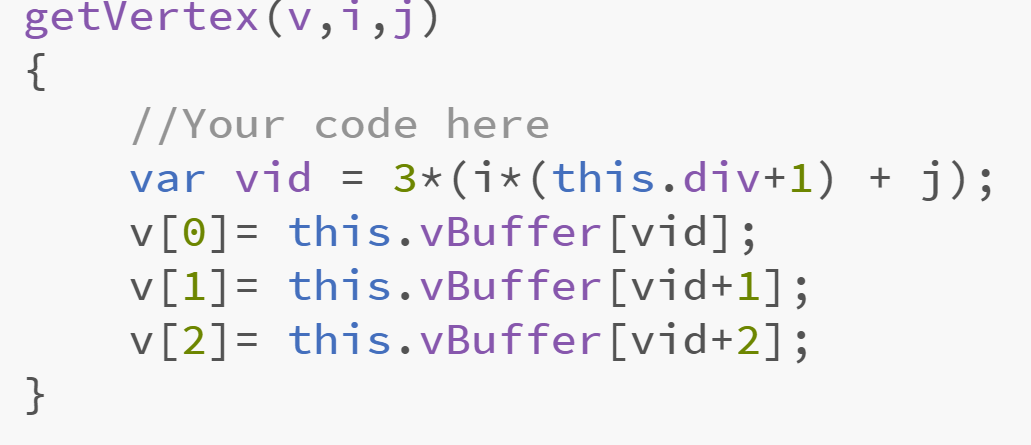 getVertex(v,i,j)
{
//Your code here
var vid = 3*(i*(this.div+1) + j);
v[0]= this.vBuffer[vid];
v[1]= this.vBuffer[vid+1];
v[2]= this.vBuffer[vid+2];
}